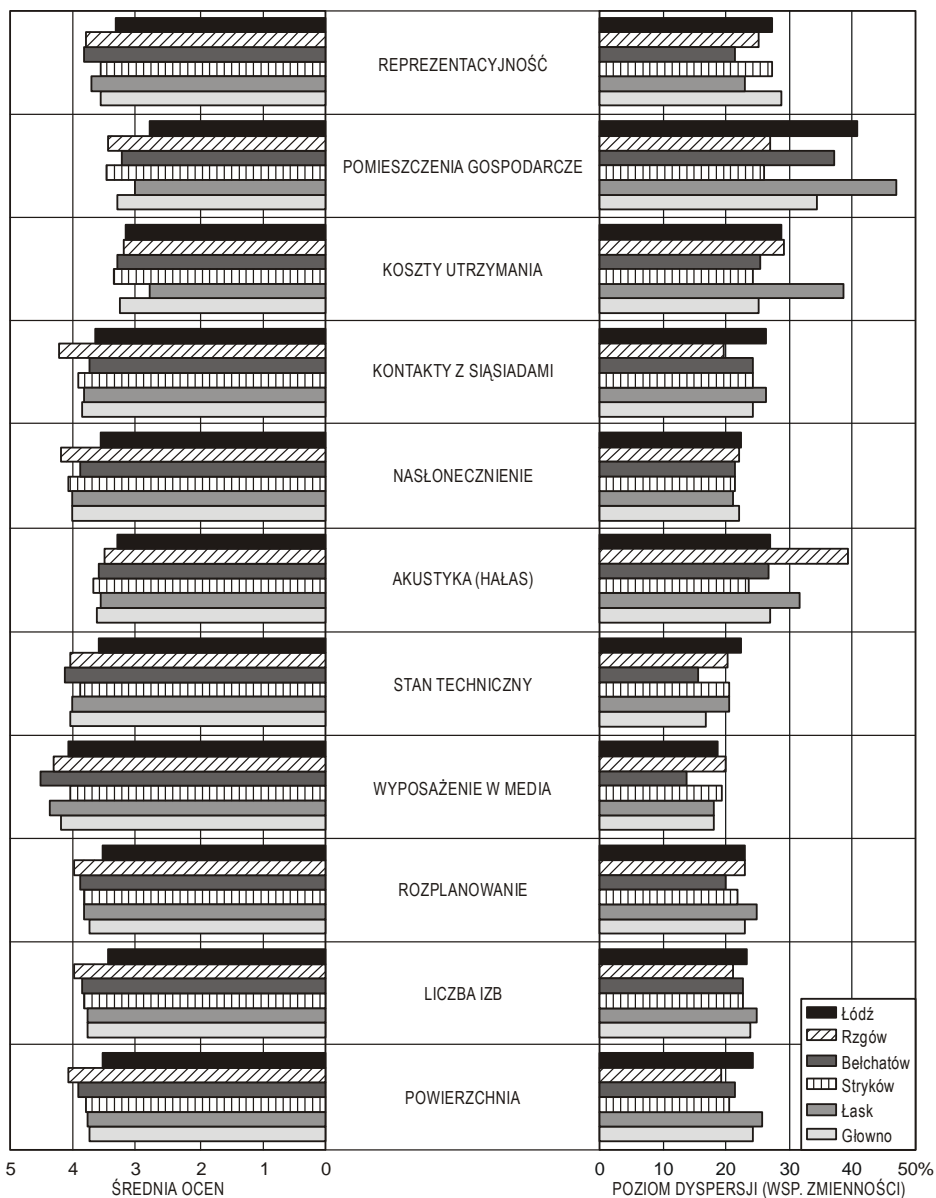 REPREZENTACYJNOŚĆ
POMIESZCZENIA GOSPODARCZE
KOSZTY UTRZYMANIA
KONTAKTY Z SIĄSIADAMI
NASŁONECZNIENIE
AKUSTYKA (HAŁAS)
STAN TECHNICZNY
WYPOSAŻENIE W MEDIA
ROZPLANOWANIE
LICZBA IZB
POWIERZCHNIA
Łódź
Rzgów
Bełchatów
Stryków
Łask
Głowno
5 4 3 2 1 0
ŚREDNIA OCEN
0 10 20 30 40 50%
POZIOM DYSPERSJI (WSP. ZMIENNOŚCI)